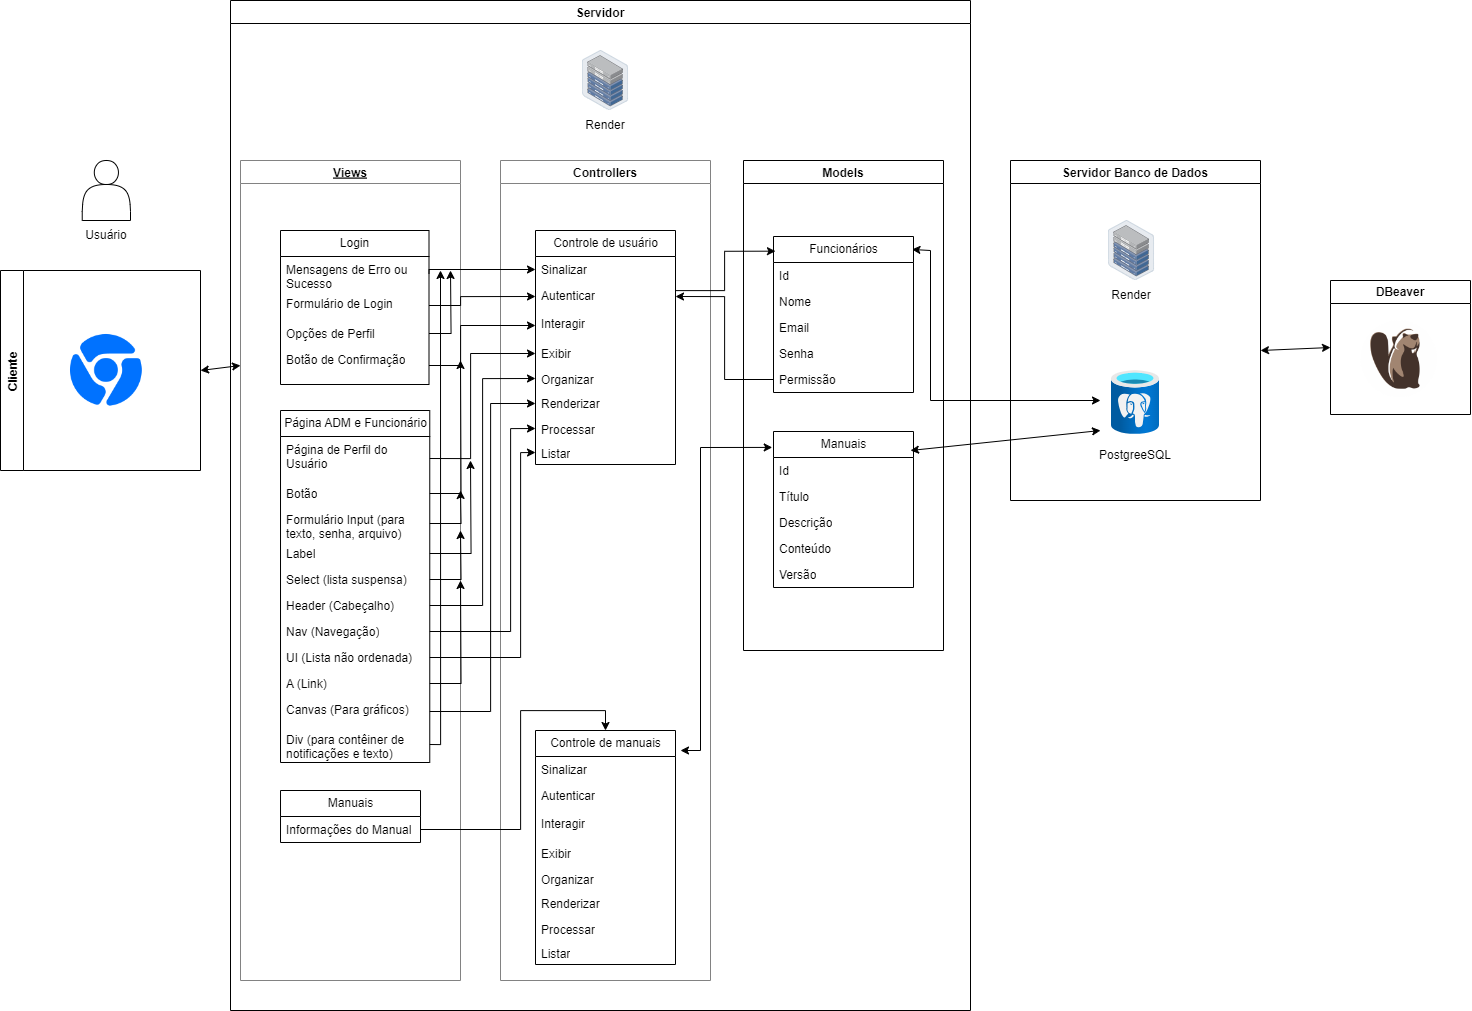 Servidor
Render
Usuário
Cliente
Views
Login
Mensagens de Erro ou
Sucesso
Formulário de Login
Opções de Perfil
Botão de Confirmação
Página ADM e Funcionário
Página de Perfil do
Usuário
Botão
Formulário Input (para
texto, senha, arquivo)
Label
Select (lista suspensa)
Header (Cabeçalho)
Nav (Navegação)
Ul (Lista não ordenada)
A (Link)
Canvas (Para gráficos)
Div (para contêiner de
notificações e texto)
Manuais
Informações do Manual
Controllers
Controle de usuário
Sinalizar
Autenticar
Interagir
Exibir
Organizar
Renderizar
Processar
Listar
Controle de manuais
Sinalizar
Autenticar
Interagir
Exibir
Organizar
Renderizar
Processar
Listar
Models
Funcionários
Id
Nome
Email
Senha
Permissão
Manuais
Id
Título
Descrição
Conteúdo
Versão
Servidor Banco de Dados
Render
PostgreeSQL
DBeaver